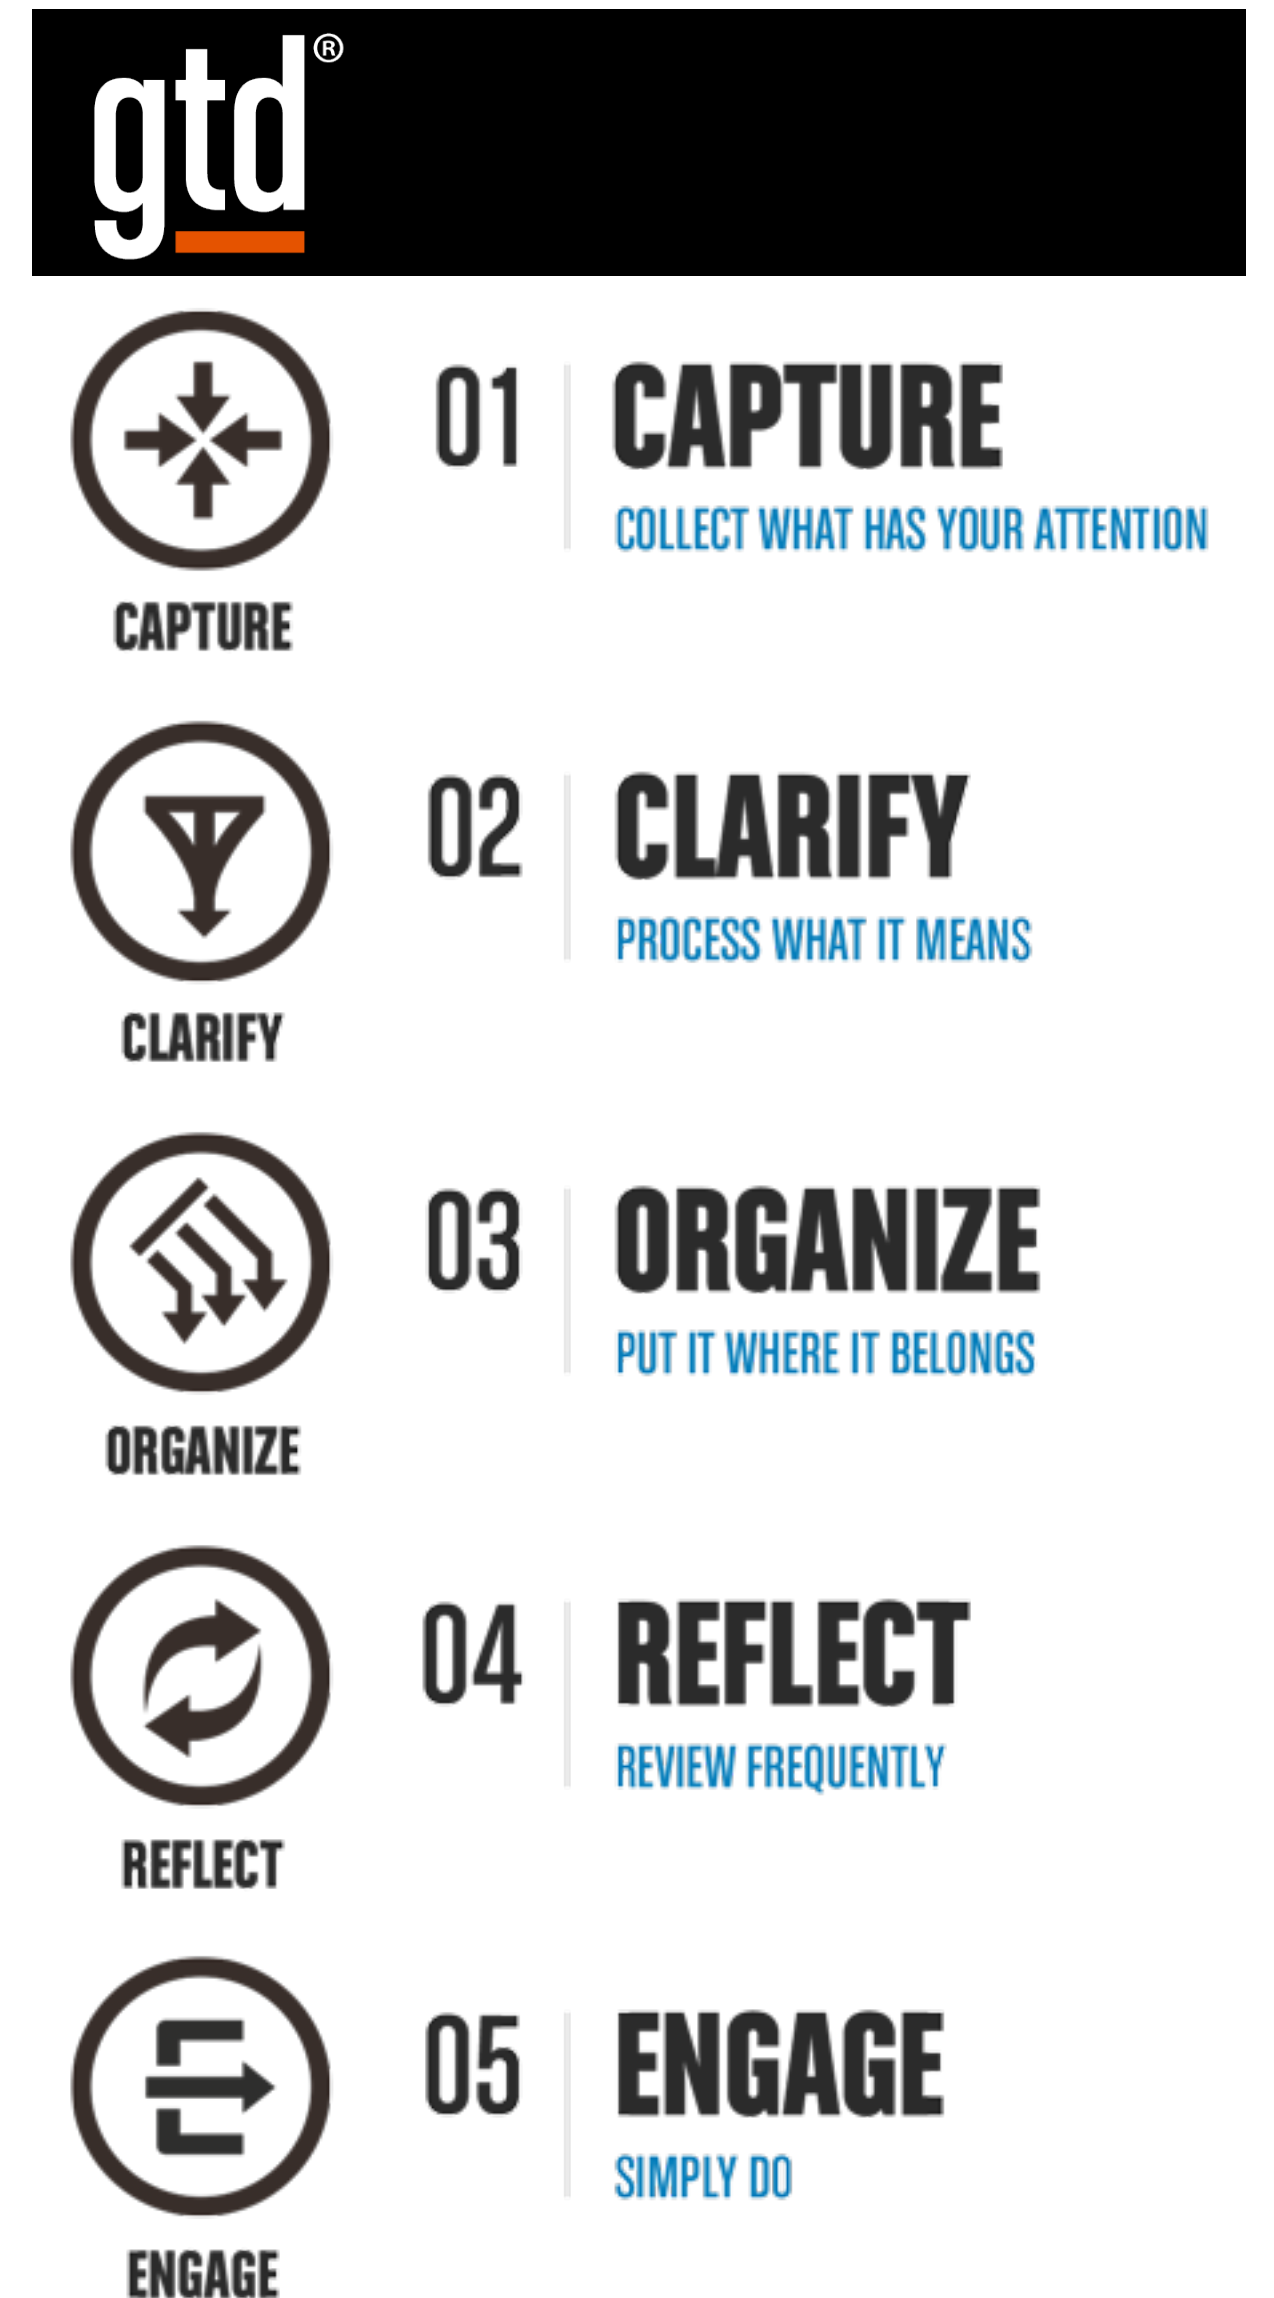 gtd®
01
CAPTURE
COLLECT WHAT HAS YOUR ATTENTION
CAPTURE
02
CLARIFY
PROCESS WHAT IT MEANS
CLARIFY
03
ORGANIZE
PUT IT WHERE IT BELONGS
ORGANIZE
04
REFLECT
REVIEW FREQUENTLY
REFLECT
05
ENGAGE
SIMPLY DO
ENGAGE